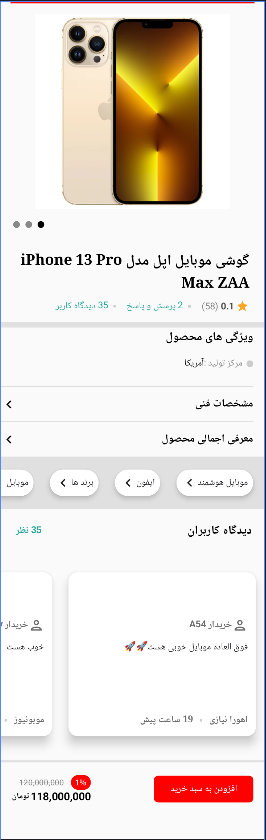 گوشی موبایل اپل مدل iPhone 13 Pro
Max ZAA
0.1 (58) 2 پرسش و پاسخ 35 دیدگاه کاربر
ویژگی های محصول
مرکز تولید :آمریکا
مشخصات فنی
معرفی اجمالی محصول
موبایل هوشمند آیفون برند ها موبایل
دیدگاه کاربران 35 نظر
خریدار A54 خریدار
فوق العاده موبایل خوبی هست🚀🚀 خوب هست
اهورا نیازی 19 ساعت پیش موبونیوز
افزودن به سبد خرید 1% 120,000,000
118,000,000 تومان